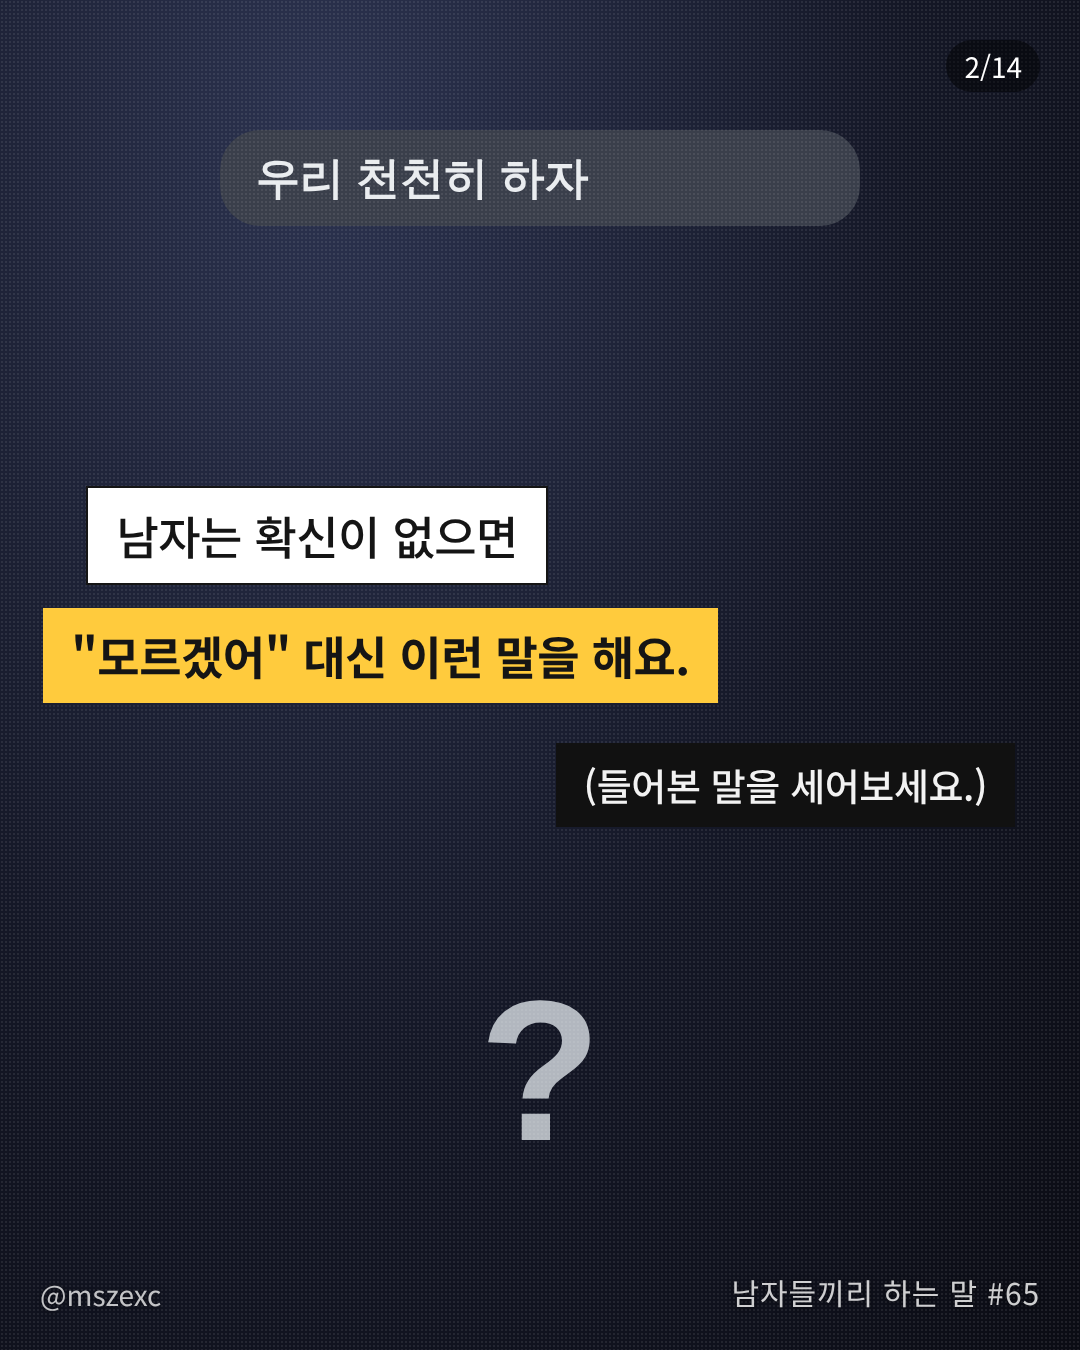 2/14
우리 천천히 하자
남자는 확신이 없으면
"모르겠어" 대신 이런 말을 해요.
(들어본 말을 세어보세요.)
?
@mszexc
남자들끼리 하는 말 #65